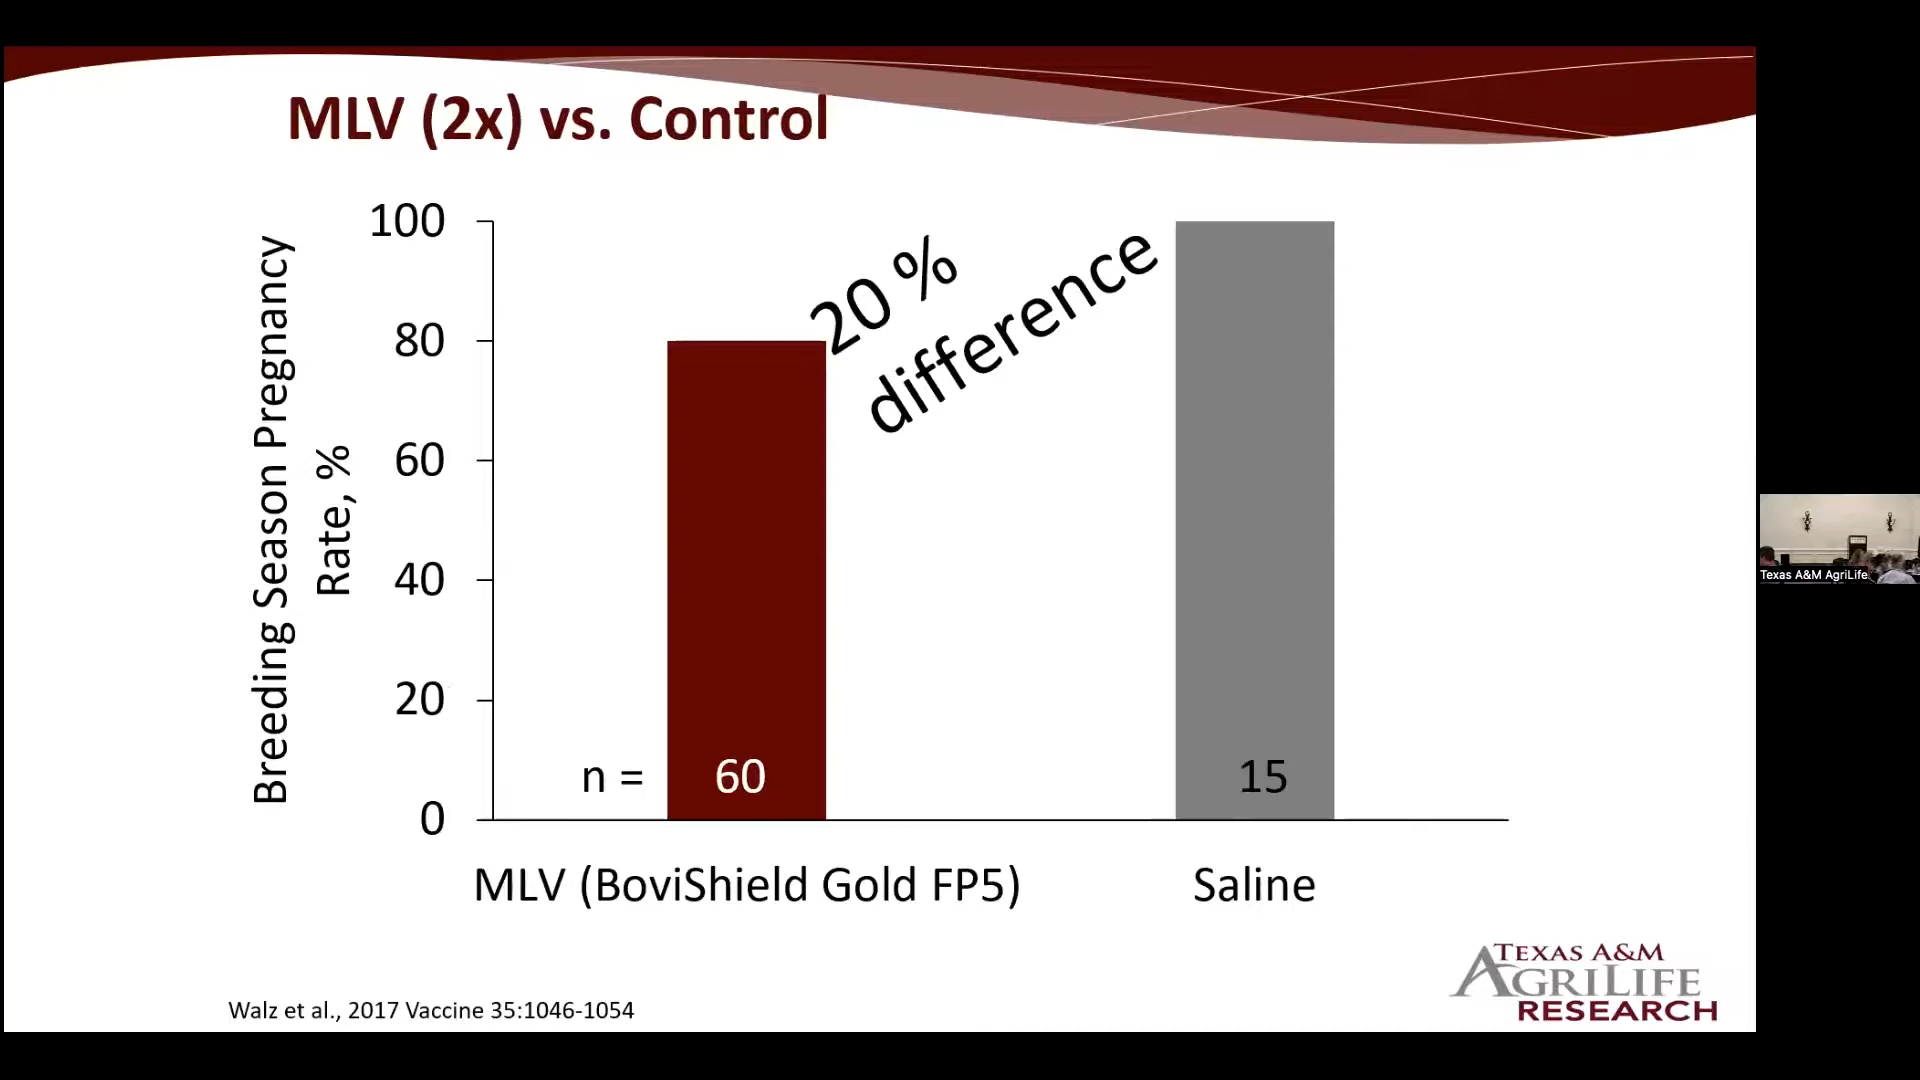 MLV (2x) vs. Control
Breeding Season Pregnancy
Rate, %
100
80
60
40
20
0
20 %
difference
n =
60
15
MLV (BoviShield Gold FP5)
Saline
Walz et al., 2017 Vaccine 35:1046-1054
TEXAS A&M
AGRILIFE
RESEARCH
Texas A&M AgriLife